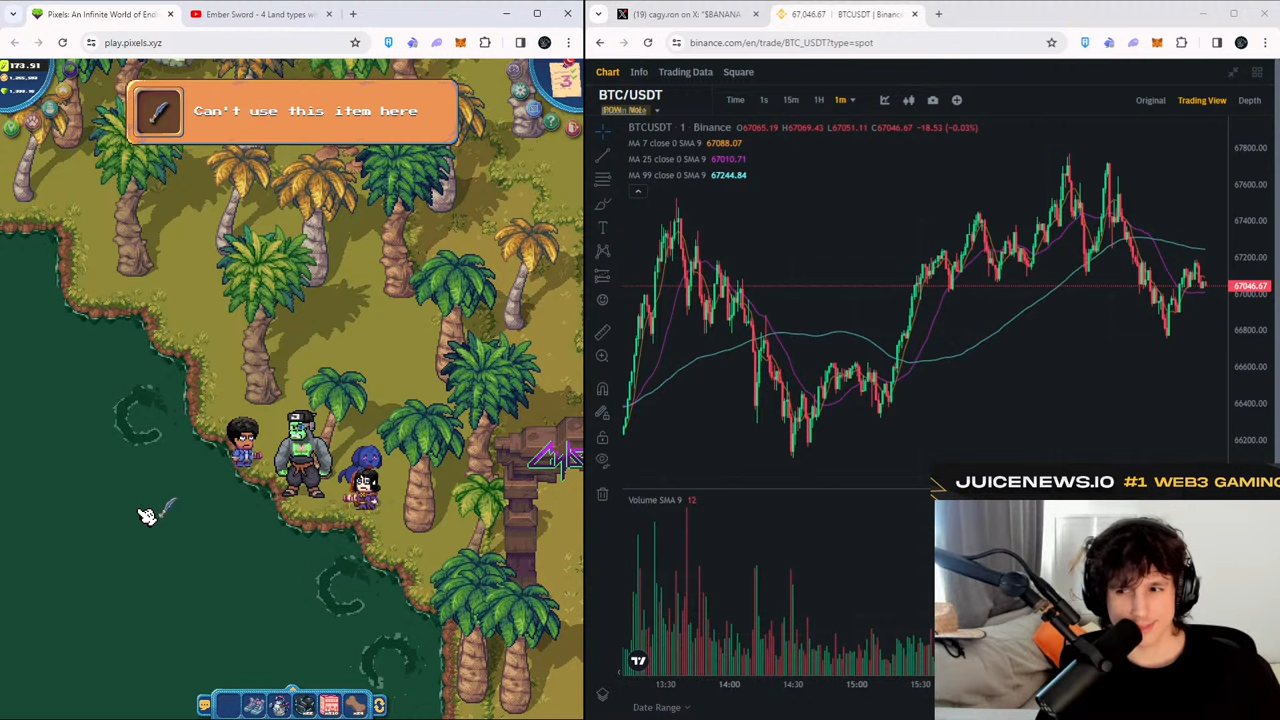 Pixels: An Infinite World of End
Ember Sword - 4 Land types wit
play.pixels.xyz
Can't use this item here
(19) cagy.ron on X: "$BANANA
67,046.67 | BTCUSDT | Binanc
binance.com/en/trade/BTC_USDT?type=spot
Chart
Info
Trading Data
Square
BTC/USDT
Time
1s
15m
1H
1m
Original
Trading View
Depth
BTCUSDT · 1 · Binance O67065.19 H67069.43 L67051.11 C67046.67 −18.53 (−0.03%)
MA 7 close 0 SMA 9 67088.07
MA 25 close 0 SMA 9 67010.71
MA 99 close 0 SMA 9 67244.84
67800.00
67600.00
67400.00
67200.00
67046.67
67000.00
66800.00
66600.00
66400.00
66200.00
Volume SMA 9 12
13:30
14:00
14:30
15:00
Date Range
JUICENEWS.IO #1 WEB3 GAMING
173.91
3